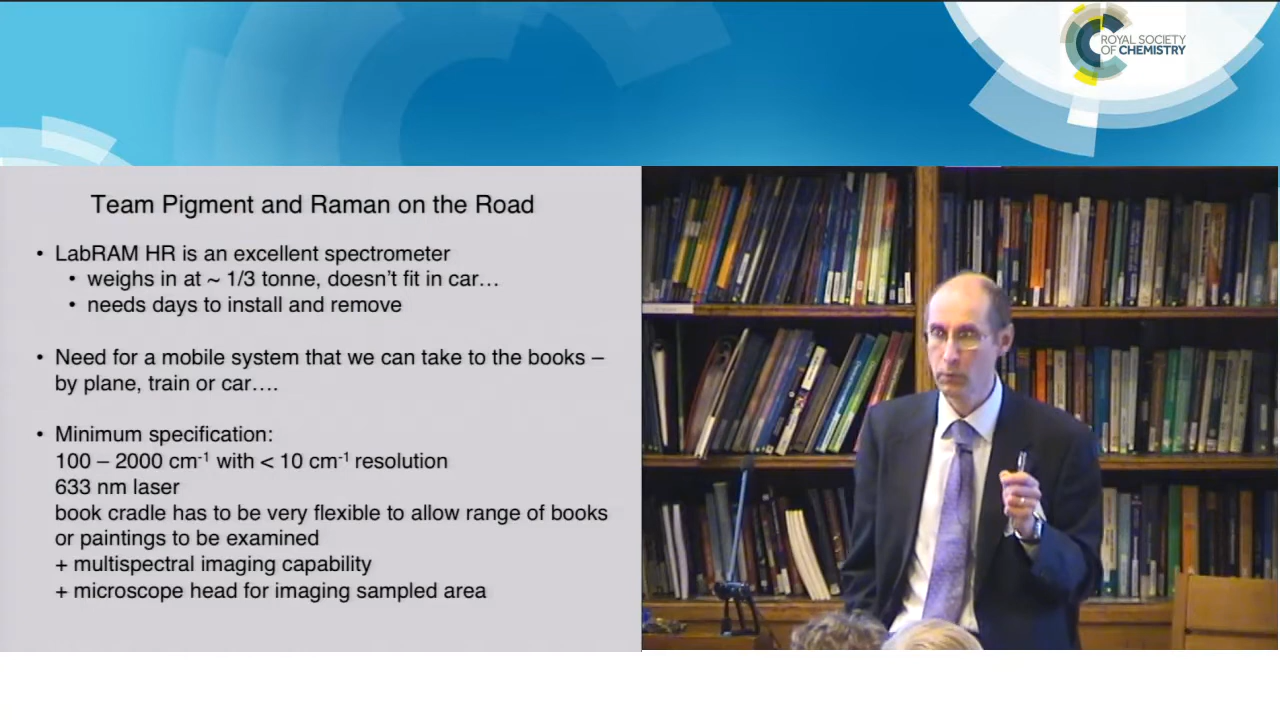 ROYAL SOCIETY
OF CHEMISTRY
Team Pigment and Raman on the Road
• LabRAM HR is an excellent spectrometer
• weighs in at ~ 1/3 tonne, doesn’t fit in car…
• needs days to install and remove
• Need for a mobile system that we can take to the books –
by plane, train or car….
• Minimum specification:
100 – 2000 cm⁻¹ with < 10 cm⁻¹ resolution
633 nm laser
book cradle has to be very flexible to allow range of books
or paintings to be examined
+ multispectral imaging capability
+ microscope head for imaging sampled area